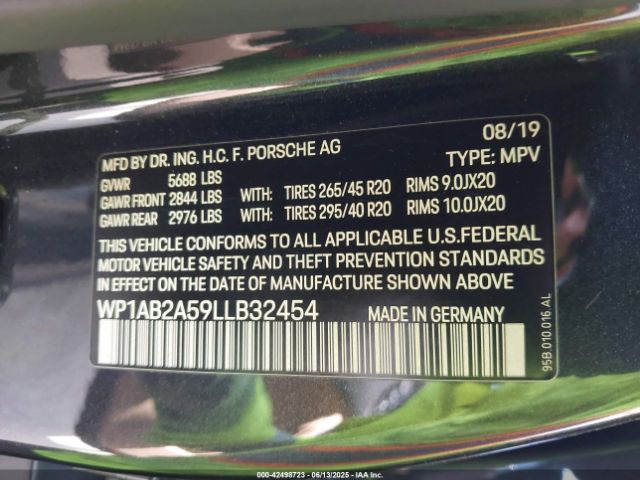 08/19
MFD BY DR. ING. H.C. F. PORSCHE AG
TYPE: MPV
GVWR 5688 LBS
GAWR FRONT 2844 LBS WITH: TIRES 265/45 R20 RIMS 9.0JX20
GAWR REAR 2976 LBS WITH: TIRES 295/40 R20 RIMS 10.0JX20
THIS VEHICLE CONFORMS TO ALL APPLICABLE U.S.FEDERAL
MOTOR VEHICLE SAFETY AND THEFT PREVENTION STANDARDS
IN EFFECT ON THE DATE OF MANUFACTURE SHOWN ABOVE
WP1AB2A59LLB32454 MADE IN GERMANY
95B.010.016 AL
000-42498723 - 06/13/2025 - IAA Inc.